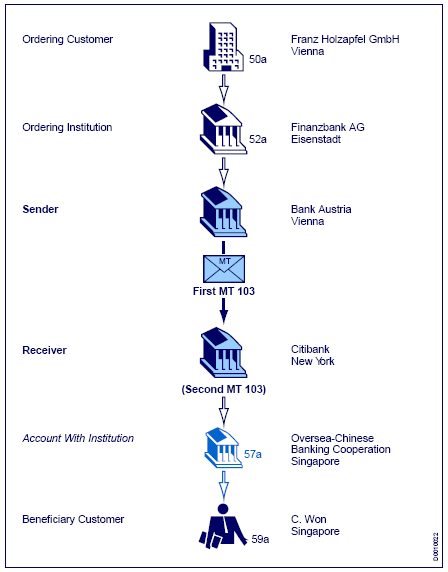 Ordering Customer
50a
Franz Holzapfel GmbH
Vienna
Ordering Institution
52a
Finanzbank AG
Eisenstadt
Sender
Bank Austria
Vienna
MT
First MT 103
Receiver
Citibank
New York
(Second MT 103)
Account With Institution
57a
Oversea-Chinese
Banking Cooperation
Singapore
Beneficiary Customer
59a
C. Won
Singapore
D0010022